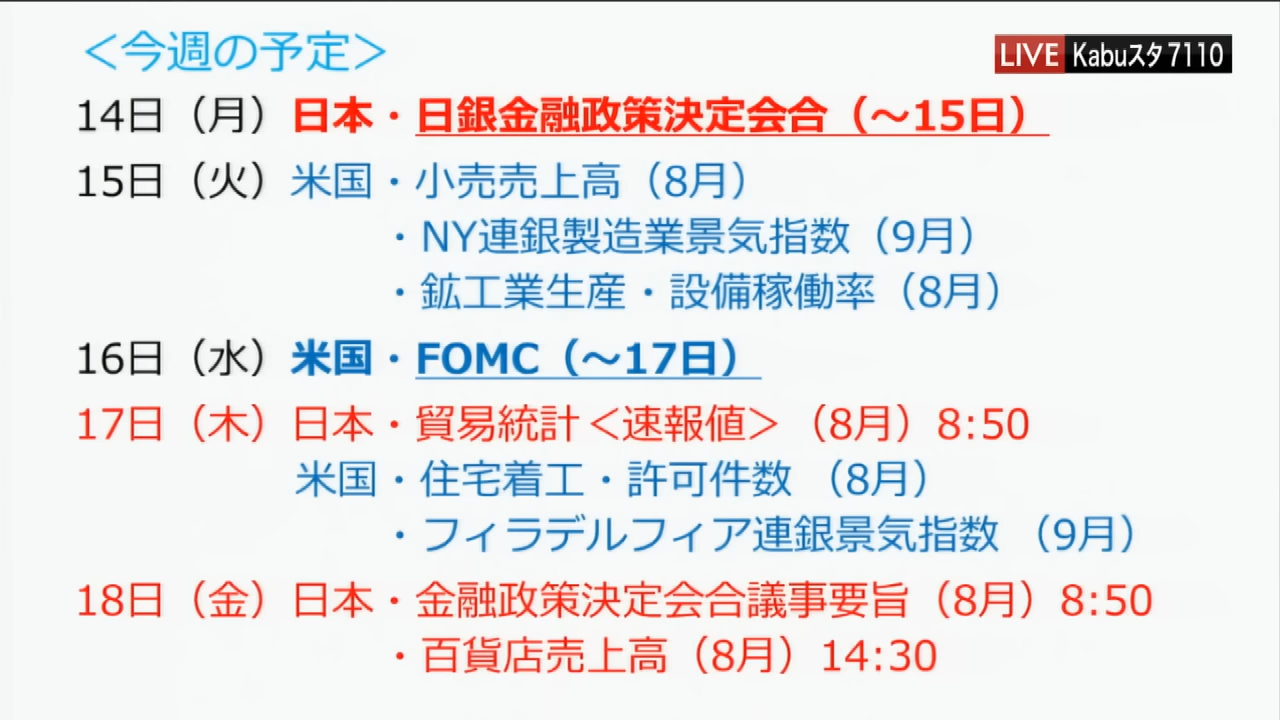 ＜今週の予定＞
LIVE Kabuスタ7110
14日（月）日本・日銀金融政策決定会合（～15日）
15日（火）米国・小売売上高（8月）
・NY連銀製造業景気指数（9月）
・鉱工業生産・設備稼働率（8月）
16日（水）米国・FOMC（～17日）
17日（木）日本・貿易統計＜速報値＞（8月）8:50
米国・住宅着工・許可件数（8月）
・フィラデルフィア連銀景気指数（9月）
18日（金）日本・金融政策決定会合議事要旨（8月）8:50
・百貨店売上高（8月）14:30